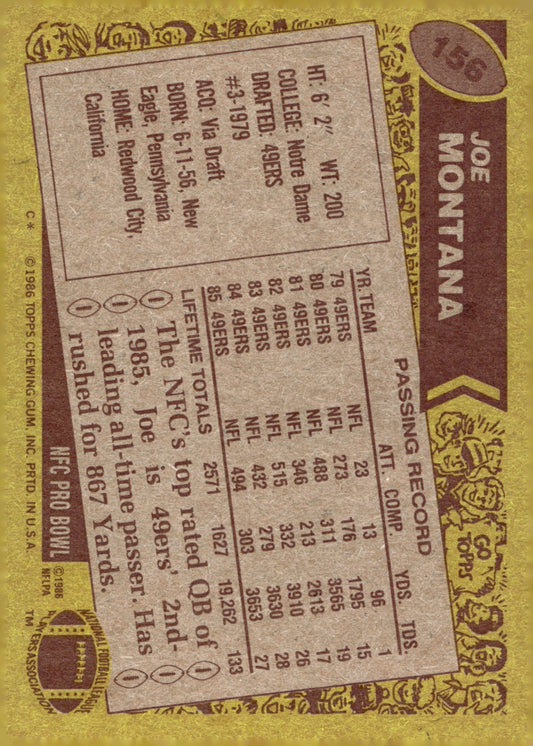 156
JOE
MONTANA
HT: 6' 2" WT: 200
COLLEGE: Notre Dame
DRAFTED: 49ERS
#3-1979
ACQ: Via Draft
BORN: 6-11-56, New
Eagle, Pennsylvania
HOME: Redwood City,
California
PASSING RECORD
YR. TEAM ATT. COMP. YDS. TDS.
79 49ERS NFL 23 13 96 1
80 49ERS NFL 273 176 1795 15
81 49ERS NFL 488 311 3565 19
82 49ERS NFL 346 213 2613 17
83 49ERS NFL 515 332 3910 26
84 49ERS NFL 432 279 3630 28
85 49ERS NFL 494 303 3653 27
LIFETIME TOTALS 2571 1627 19,262 133
The NFC's top rated QB of
1985, Joe is 49ers' 2nd-
leading all-time passer. Has
rushed for 867 Yards.
GO
TOPPS
NFC PRO BOWL
©1986
NFLPA
NATIONAL FOOTBALL LEAGUE
PLAYERS ASSOCIATION
TM
C* ©1986 TOPPS CHEWING GUM, INC. PRTD. IN U.S.A.